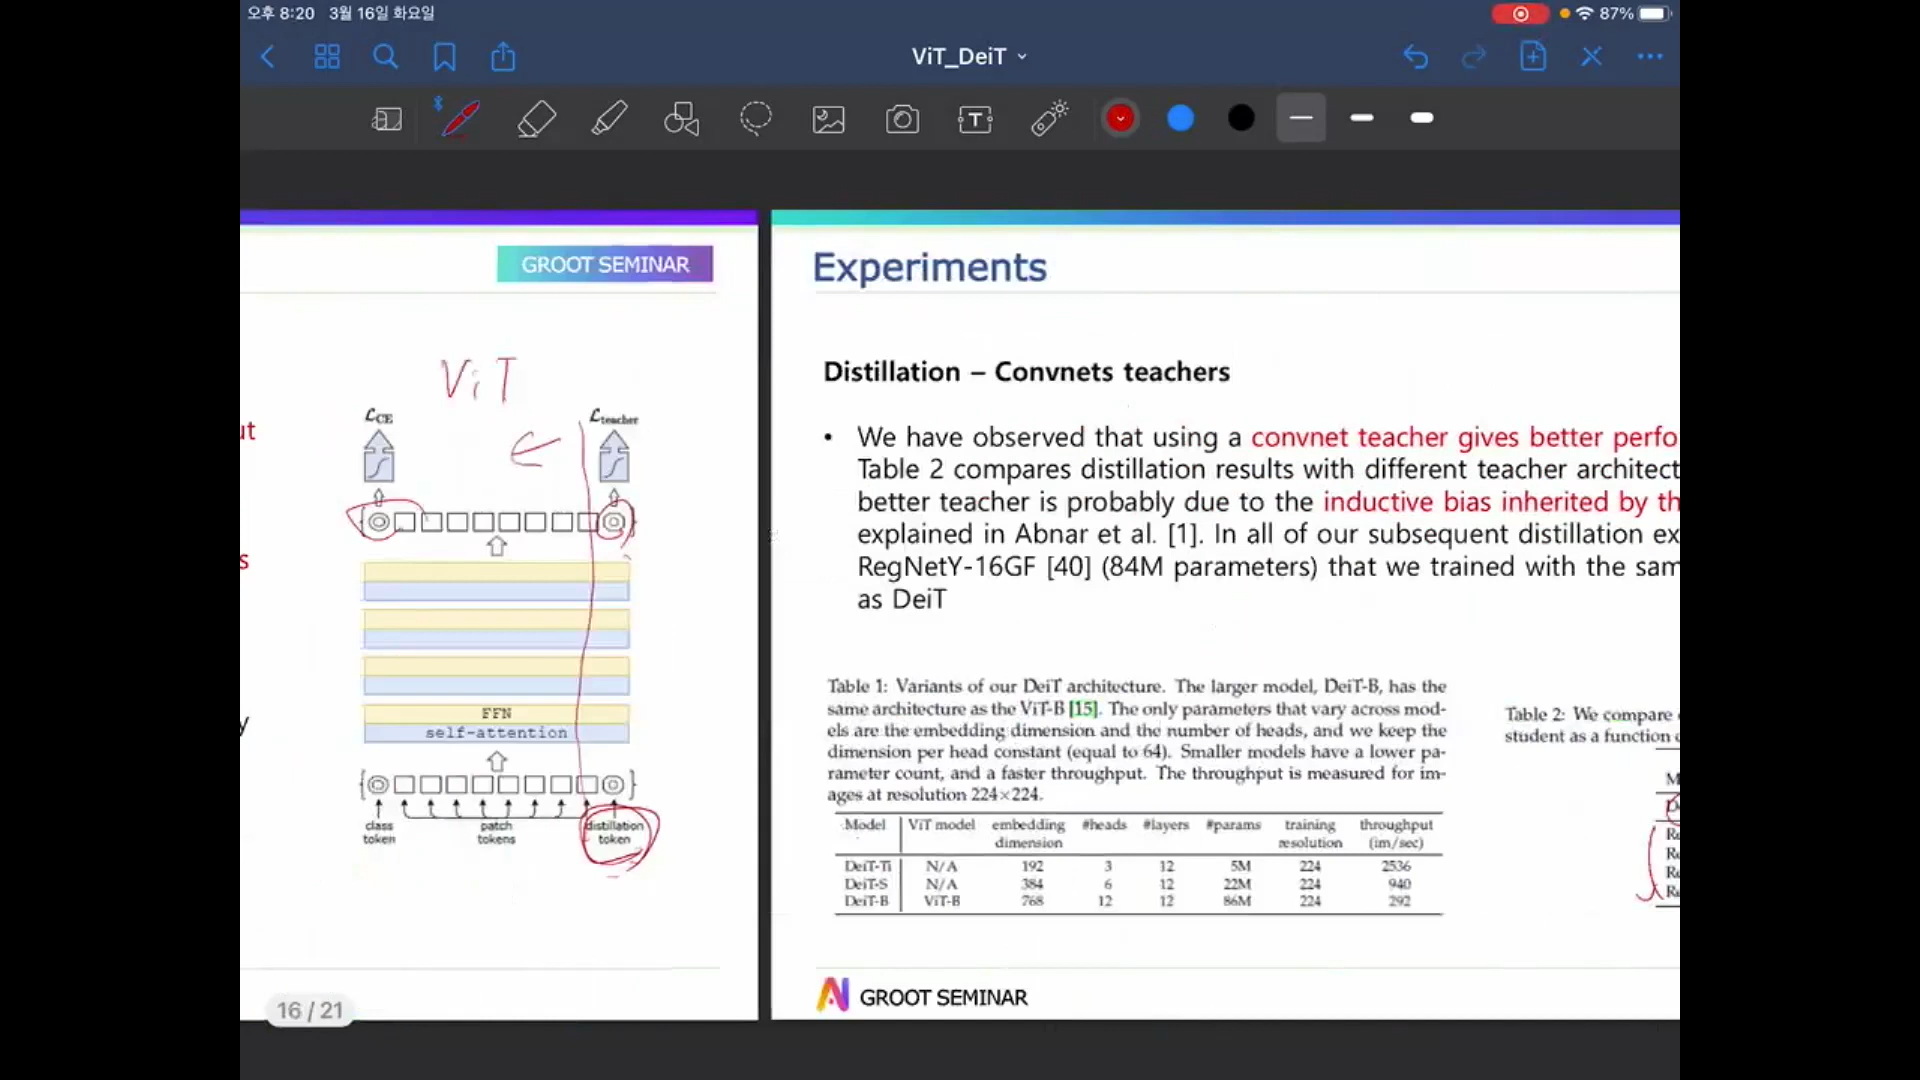 오후 8:20 3월 16일 화요일
87%
ViT_DeiT
GROOT SEMINAR
ViT
L_CE
L_teacher
FFN
self-attention
class token
patch tokens
distillation token
16 / 21
Experiments
Distillation – Convnets teachers
• We have observed that using a convnet teacher gives better perfo
Table 2 compares distillation results with different teacher architect
better teacher is probably due to the inductive bias inherited by th
explained in Abnar et al. [1]. In all of our subsequent distillation ex
RegNetY-16GF [40] (84M parameters) that we trained with the sam
as DeiT
Table 1: Variants of our DeiT architecture. The larger model, DeiT-B, has the
same architecture as the ViT-B [15]. The only parameters that vary across mod-
els are the embedding dimension and the number of heads, and we keep the
dimension per head constant (equal to 64). Smaller models have a lower pa-
rameter count, and a faster throughput. The throughput is measured for im-
ages at resolution 224×224.
Model ViT model embedding dimension #heads #layers #params training resolution throughput (im/sec)
DeiT-Ti N/A 192 3 12 5M 224 2536
DeiT-S N/A 384 6 12 22M 224 940
DeiT-B ViT-B 768 12 12 86M 224 292
Table 2: We compare
student as a function
GROOT SEMINAR